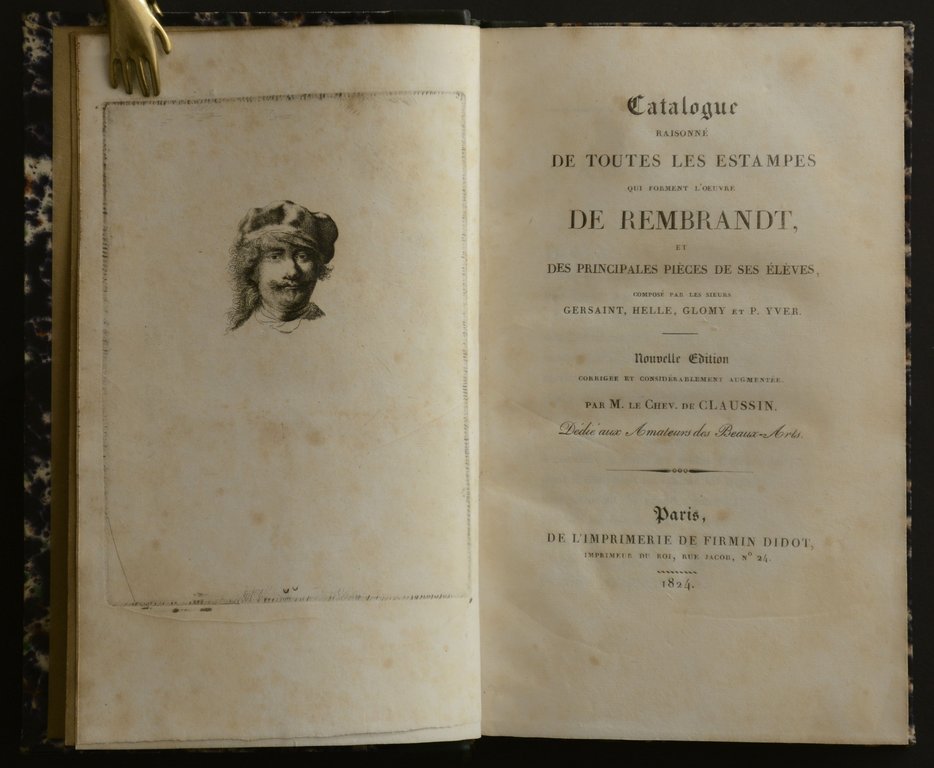 Catalogue
RAISONNÉ
DE TOUTES LES ESTAMPES
QUI FORMENT L'OEUVRE
DE REMBRANDT,
ET
DES PRINCIPALES PIÈCES DE SES ÉLÈVES,
COMPOSÉ PAR LES SIEURS
GERSAINT, HELLE, GLOMY ET P. YVER.
Nouvelle Edition
CORRIGÉE ET CONSIDÉRABLEMENT AUGMENTÉE.
PAR M. LE CHEV. DE CLAUSSIN.
Dédié aux Amateurs des Beaux-Arts.
Paris,
DE L'IMPRIMERIE DE FIRMIN DIDOT,
IMPRIMEUR DU ROI, RUE JACOB, No 24.
1824.